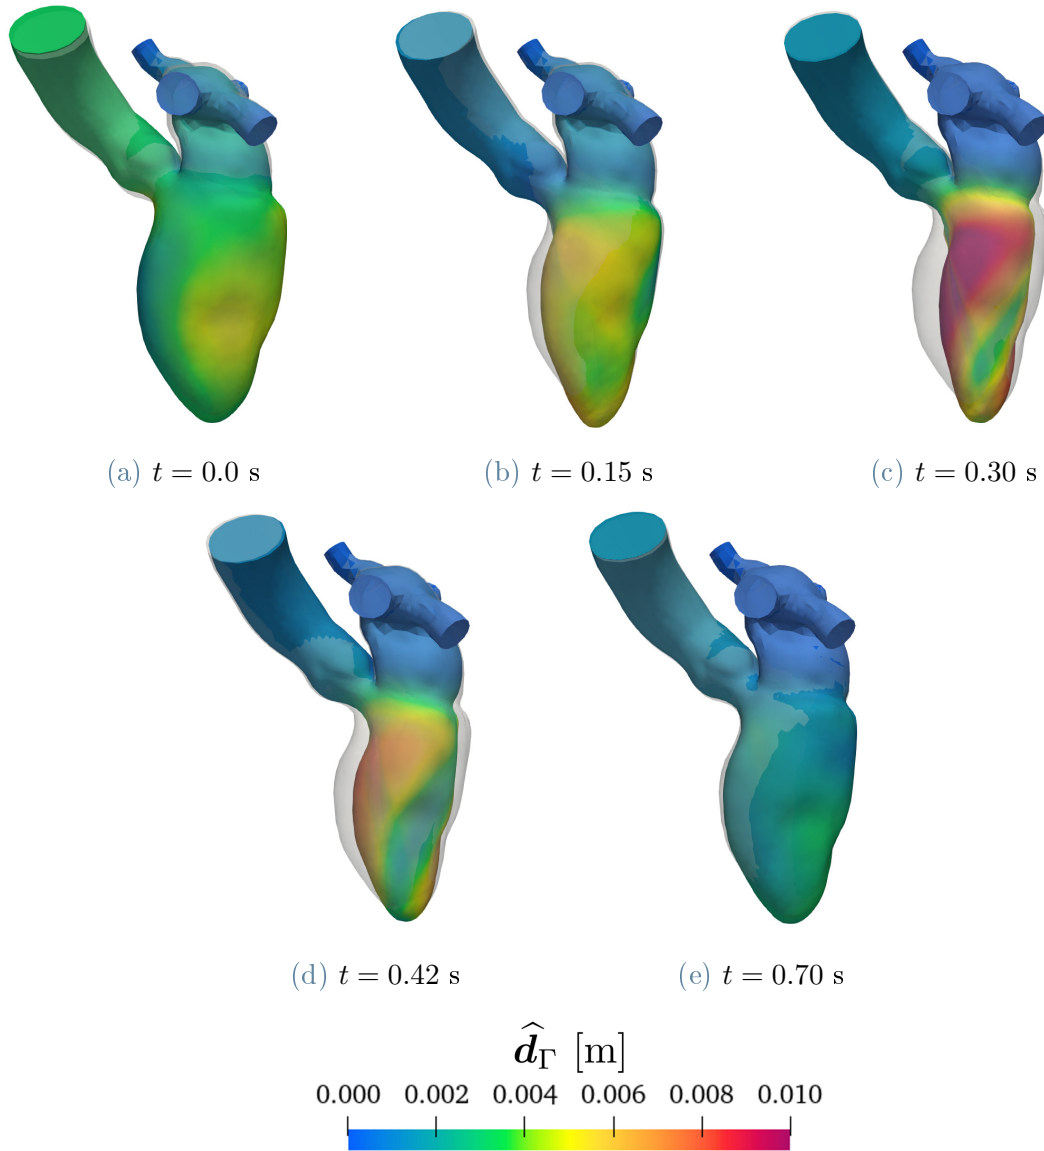 (a) t = 0.0 s
(b) t = 0.15 s
(c) t = 0.30 s
(d) t = 0.42 s
(e) t = 0.70 s
d̂_Γ [m]
0.000 0.002 0.004 0.006 0.008 0.010